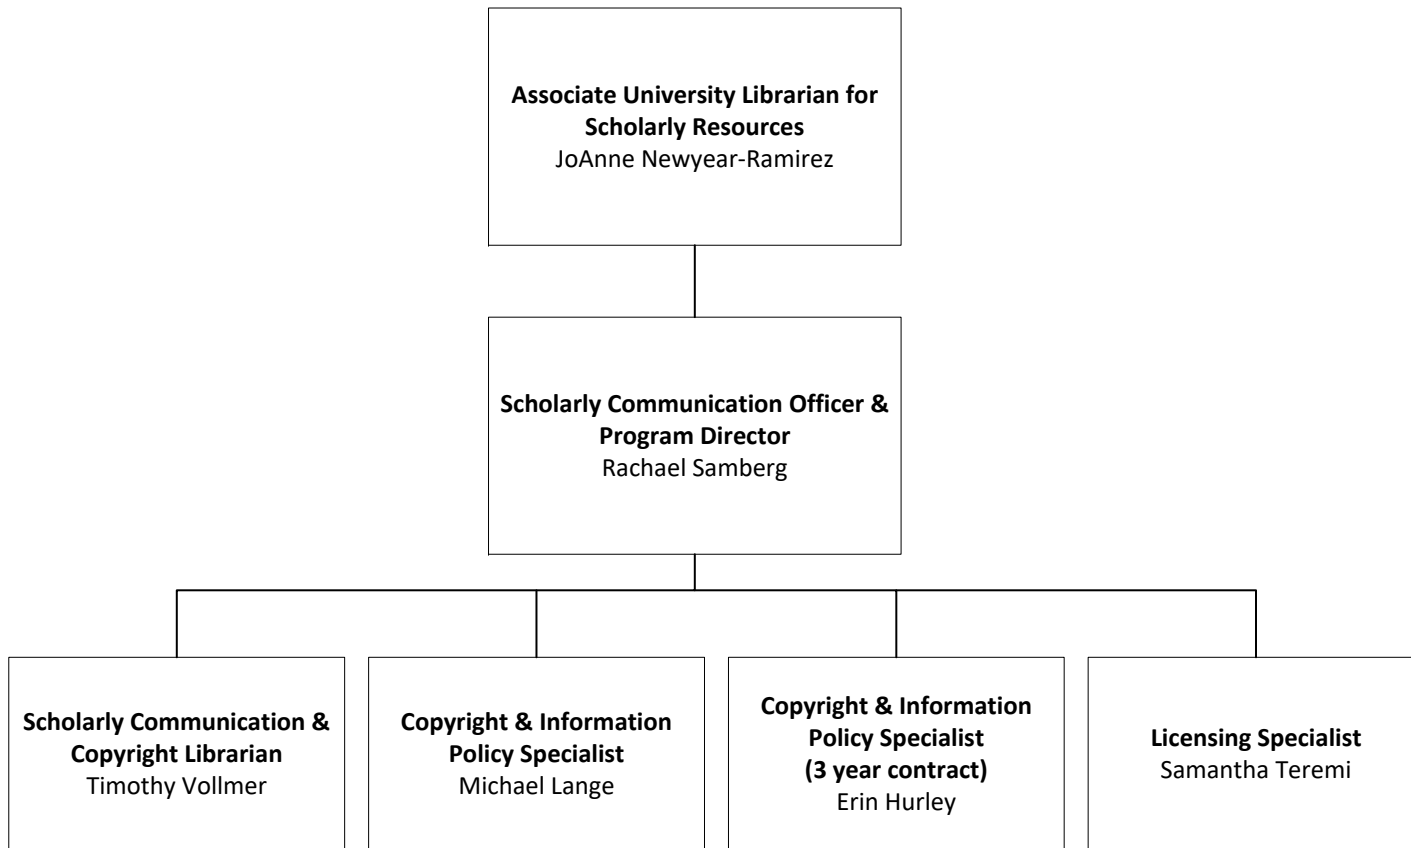 Associate University Librarian for
Scholarly Resources
JoAnne Newyear-Ramirez
Scholarly Communication Officer &
Program Director
Rachael Samberg
Scholarly Communication &
Copyright Librarian
Timothy Vollmer
Copyright & Information
Policy Specialist
Michael Lange
Copyright & Information
Policy Specialist
(3 year contract)
Erin Hurley
Licensing Specialist
Samantha Teremi